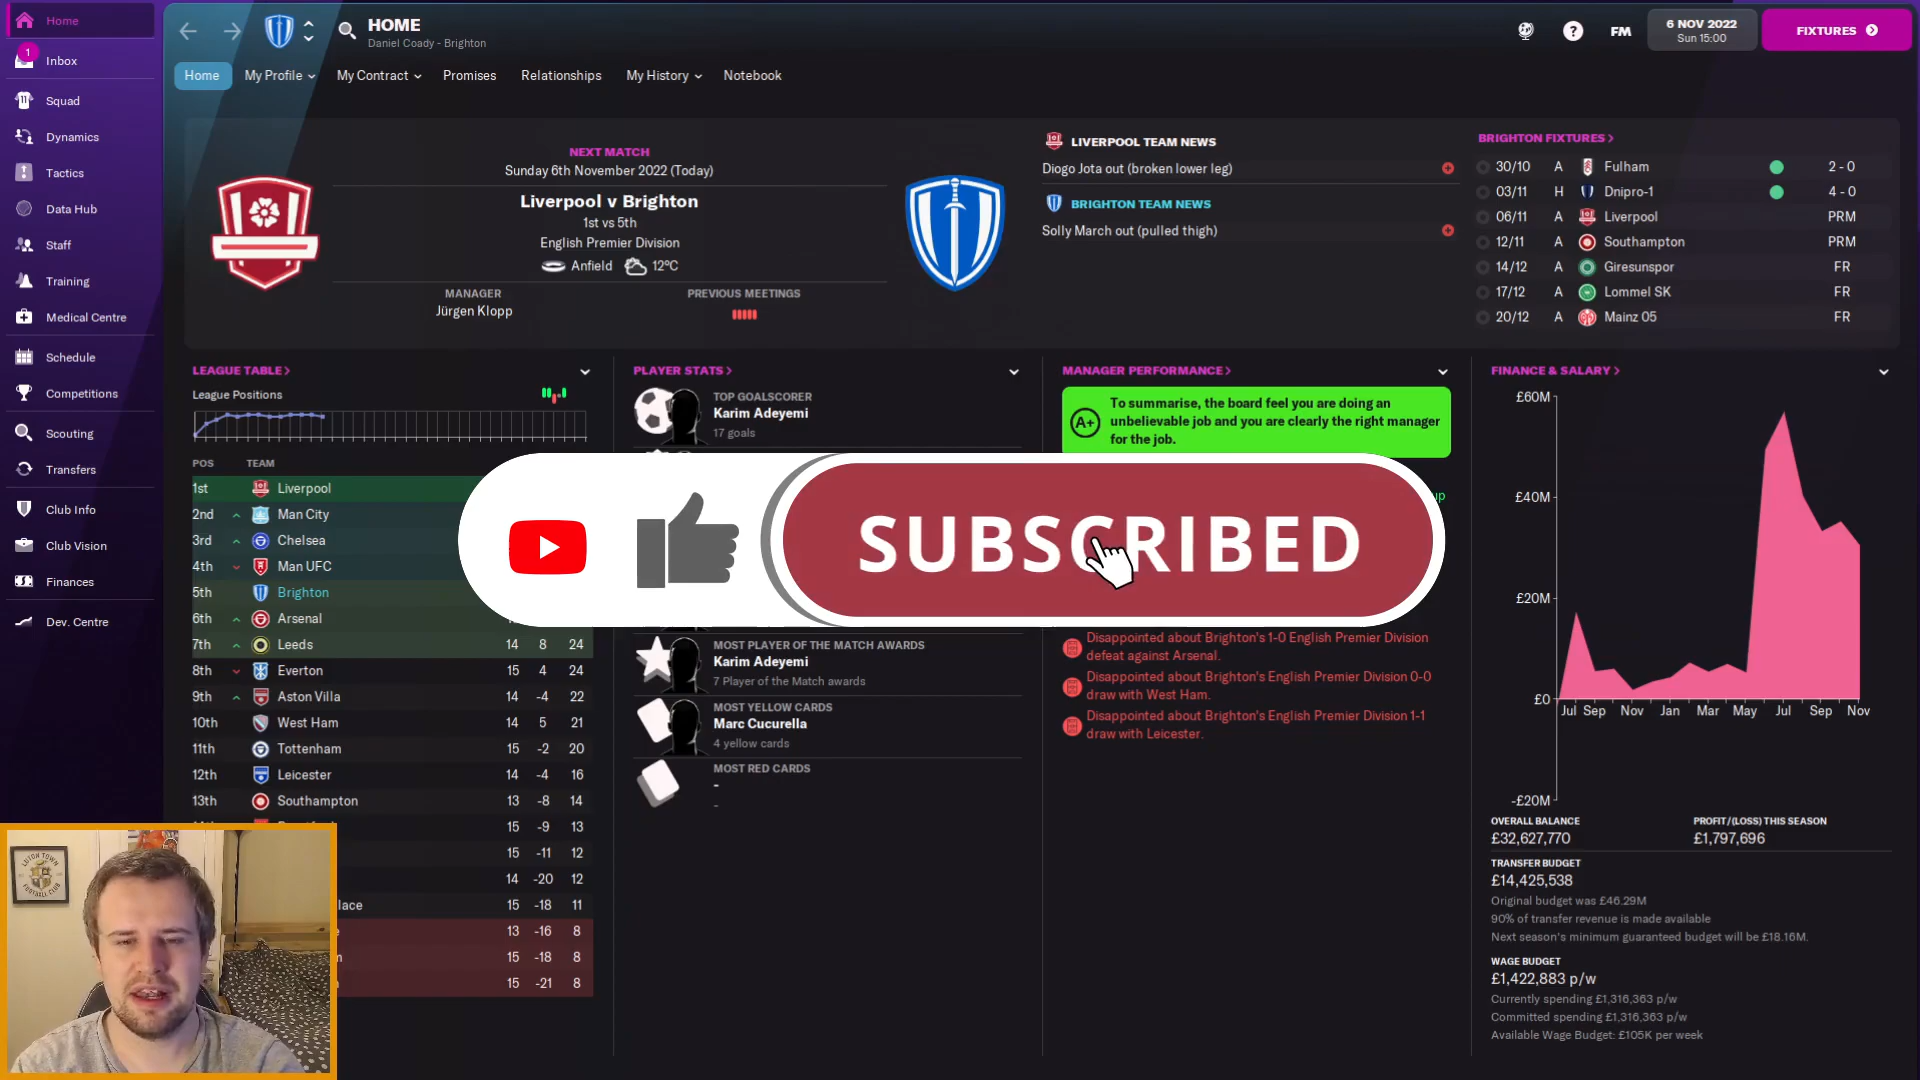 Home
1
Inbox
Squad
Dynamics
Tactics
Data Hub
Staff
Training
Medical Centre
Schedule
Competitions
Scouting
Transfers
Club Info
Club Vision
Finances
Dev. Centre
HOME
Daniel Coady - Brighton
?
FM
6 NOV 2022
Sun 15:00
FIXTURES
Home My Profile My Contract Promises Relationships My History Notebook
NEXT MATCH
Sunday 6th November 2022 (Today)
Liverpool v Brighton
1st vs 5th
English Premier Division
Anfield 12°C
MANAGER
Jürgen Klopp
PREVIOUS MEETINGS
LIVERPOOL TEAM NEWS
Diogo Jota out (broken lower leg)
BRIGHTON TEAM NEWS
Solly March out (pulled thigh)
BRIGHTON FIXTURES >
30/10 A Fulham 2 - 0
03/11 H Dnipro-1 4 - 0
06/11 A Liverpool PRM
12/11 A Southampton PRM
14/12 A Giresunspor FR
17/12 A Lommel SK FR
20/12 A Mainz 05 FR
LEAGUE TABLE >
League Positions
POS TEAM
1st Liverpool
2nd Man City
3rd Chelsea
4th Man UFC
5th Brighton
6th Arsenal
7th Leeds 14 8 24
8th Everton 15 4 24
9th Aston Villa 14 -4 22
10th West Ham 14 5 21
11th Tottenham 15 -2 20
12th Leicester 14 -4 16
13th Southampton 13 -8 14
15 -9 13
15 -11 12
14 -20 12
lace 15 -18 11
13 -16 8
15 -18 8
15 -21 8
PLAYER STATS >
TOP GOALSCORER
Karim Adeyemi
17 goals
MOST PLAYER OF THE MATCH AWARDS
Karim Adeyemi
7 Player of the Match awards
MOST YELLOW CARDS
Marc Cucurella
4 yellow cards
MOST RED CARDS
-
-
MANAGER PERFORMANCE >
A+
To summarise, the board feel you are doing an
unbelievable job and you are clearly the right manager
for the job.
up
SUBSCRIBED
Disappointed about Brighton's 1-0 English Premier Division
defeat against Arsenal.
Disappointed about Brighton's English Premier Division 0-0
draw with West Ham.
Disappointed about Brighton's English Premier Division 1-1
draw with Leicester.
FINANCE & SALARY >
£60M
£40M
£20M
£0
-£20M
Jul Sep Nov Jan Mar May Jul Sep Nov
OVERALL BALANCE
£32,627,770
PROFIT/(LOSS) THIS SEASON
£1,797,696
TRANSFER BUDGET
£14,425,538
Original budget was £46.29M
90% of transfer revenue is made available
Next season's minimum guaranteed budget will be £18.16M.
WAGE BUDGET
£1,422,883 p/w
Currently spending £1,316,363 p/w
Committed spending £1,316,363 p/w
Available Wage Budget: £105K per week
LUTON TOWN
FOOTBALL CLUB